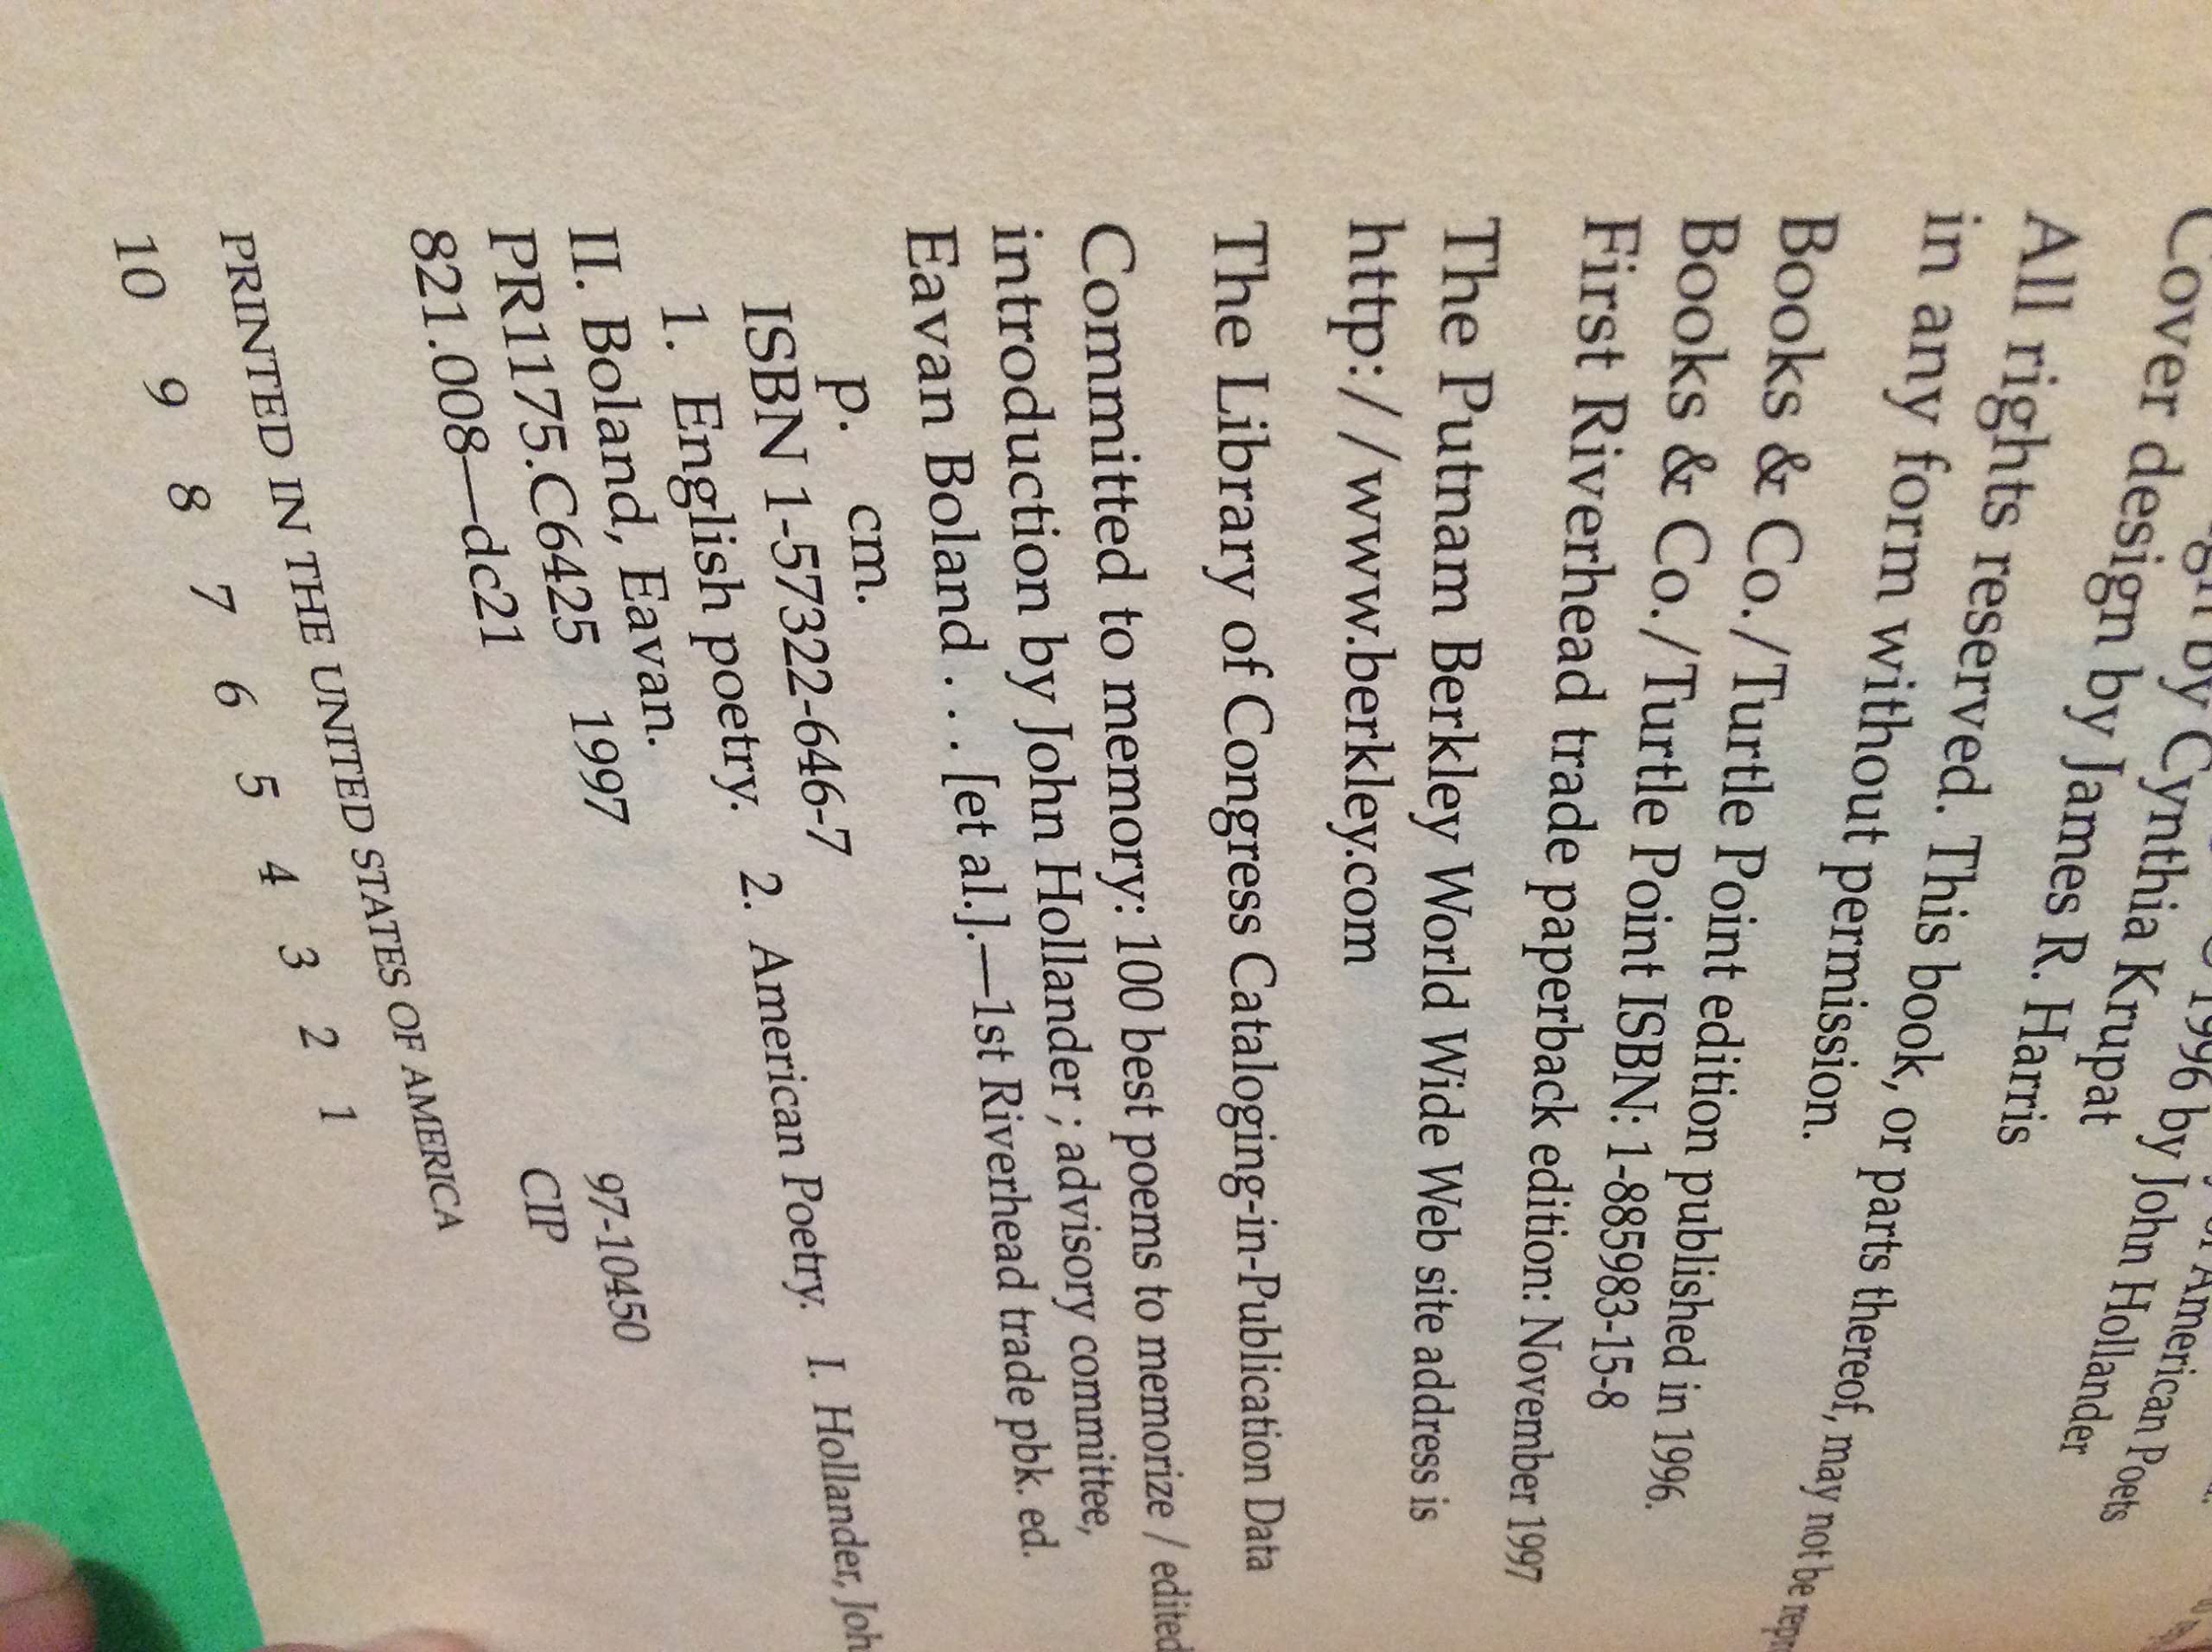 1996 by John Hollander
by Cynthia Krupat
Cover design by James R. Harris
All rights reserved. This book, or parts thereof, may not be
in any form without permission.
Books & Co./Turtle Point edition published in 1996.
Books & Co./Turtle Point ISBN: 1-885983-15-8
First Riverhead trade paperback edition: November 1997
The Putnam Berkley World Wide Web site address is
http://www.berkley.com
The Library of Congress Cataloging-in-Publication Data
Committed to memory: 100 best poems to memorize / edited
introduction by John Hollander ; advisory committee,
Eavan Boland . . . [et al.].—1st Riverhead trade pbk. ed.
p. cm.
ISBN 1-57322-646-7
1. English poetry. 2. American Poetry. I. Hollander, Joh
II. Boland, Eavan.
PR1175.C6425 1997
821.008—dc21
97-10450
CIP
PRINTED IN THE UNITED STATES OF AMERICA
10 9 8 7 6 5 4 3 2 1